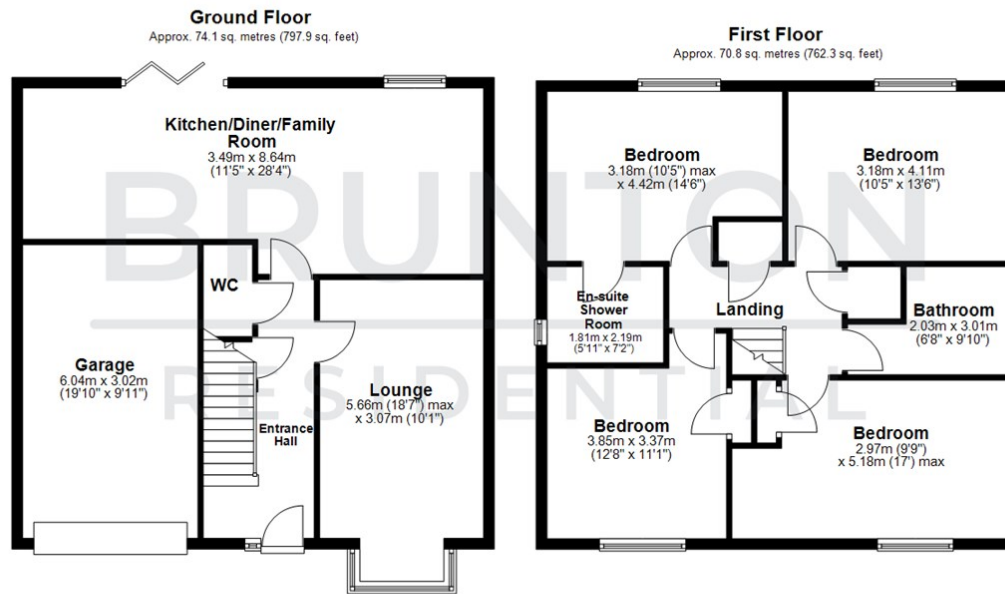 Ground Floor
Approx. 74.1 sq. metres (797.9 sq. feet)
Kitchen/Diner/Family
Room
3.49m x 8.64m
(11'5" x 28'4")
WC
Garage
6.04m x 3.02m
(19'10" x 9'11")
Lounge
5.66m (18'7") max
x 3.07m (10'1")
Entrance
Hall
First Floor
Approx. 70.8 sq. metres (762.3 sq. feet)
Bedroom
3.18m (10'5") max
x 4.42m (14'6")
Bedroom
3.18m x 4.11m
(10'5" x 13'6")
En-suite
Shower
Room
1.81m x 2.19m
(5'11" x 7'2")
Landing
Bathroom
2.03m x 3.01m
(6'8" x 9'10")
Bedroom
3.85m x 3.37m
(12'8" x 11'1")
Bedroom
2.97m (9'9")
x 5.18m (17') max
BRUNTON
RESIDENTIAL